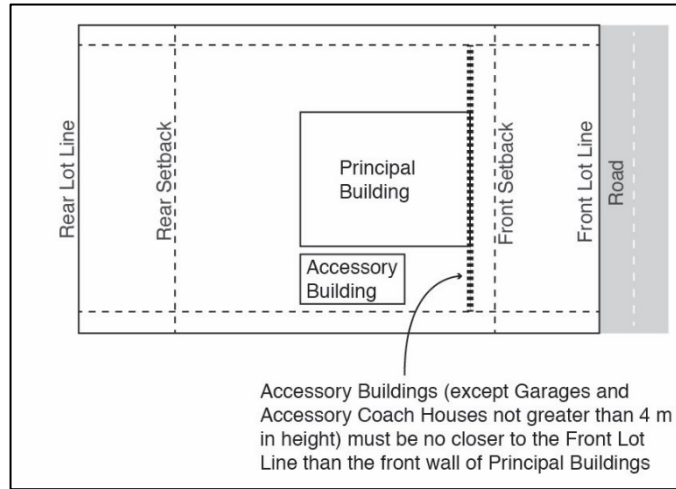 Rear Lot Line
Rear Setback
Principal
Building
Accessory
Building
Front Setback
Front Lot Line
Road
Accessory Buildings (except Garages and
Accessory Coach Houses not greater than 4 m
in height) must be no closer to the Front Lot
Line than the front wall of Principal Buildings